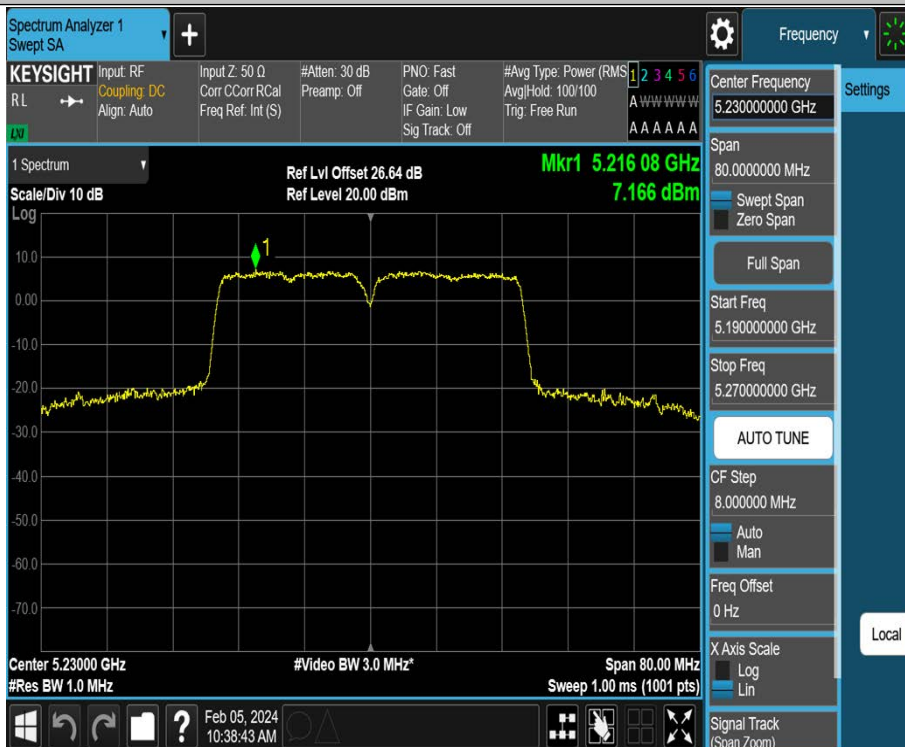 Spectrum Analyzer 1
Swept SA
+
Frequency
KEYSIGHT
R L
LXI
Input: RF
Coupling: DC
Align: Auto
Input Z: 50 Ω
Corr CCorr RCal
Freq Ref: Int (S)
#Atten: 30 dB
Preamp: Off
PNO: Fast
Gate: Off
IF Gain: Low
Sig Track: Off
#Avg Type: Power (RMS
Avg|Hold: 100/100
Trig: Free Run
1 2 3 4 5 6
A W W W W W
A A A A A A
Center Frequency
5.230000000 GHz
Settings
1 Spectrum
Scale/Div 10 dB
Log
Ref Lvl Offset 26.64 dB
Ref Level 20.00 dBm
Mkr1 5.216 08 GHz
7.166 dBm
Span
80.0000000 MHz
Swept Span
Zero Span
Full Span
Start Freq
5.190000000 GHz
Stop Freq
5.270000000 GHz
AUTO TUNE
CF Step
8.000000 MHz
Auto
Man
Freq Offset
0 Hz
X Axis Scale
Log
Lin
Signal Track
(Span Zoom)
Local
1
10.0
0.00
-10.0
-20.0
-30.0
-40.0
-50.0
-60.0
-70.0
Center 5.23000 GHz
#Res BW 1.0 MHz
#Video BW 3.0 MHz*
Span 80.00 MHz
Sweep 1.00 ms (1001 pts)
?
Feb 05, 2024
10:38:43 AM